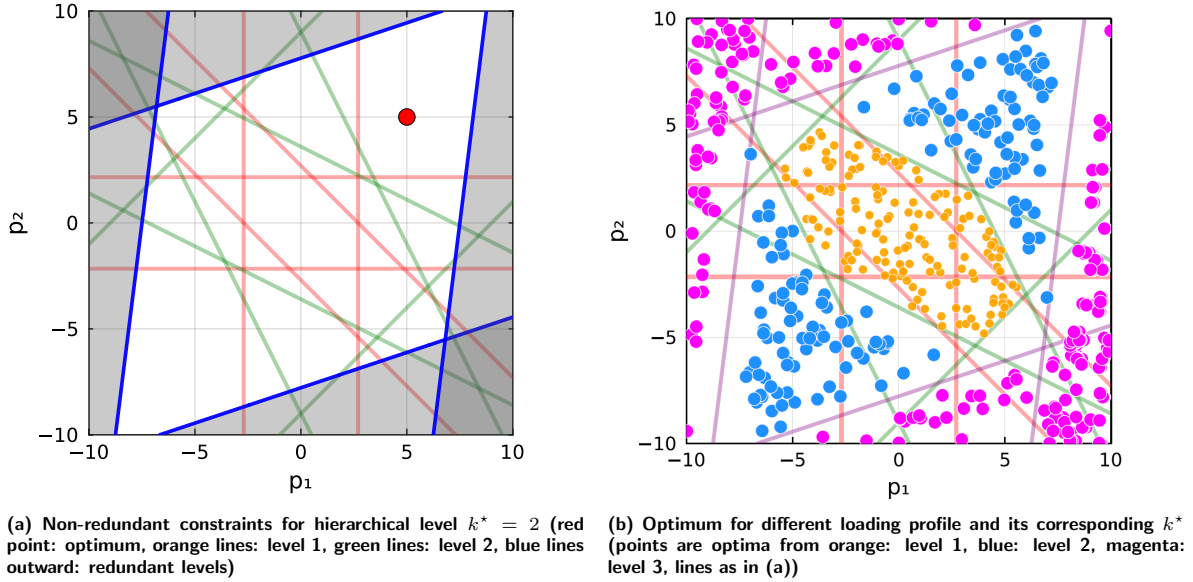 10
5
0
−5
−10
p₂
−10
−5
0
5
10
p₁
10
5
0
−5
−10
p₂
−10
−5
0
5
10
p₁
(a) Non-redundant constraints for hierarchical level k⋆ = 2 (red
point: optimum, orange lines: level 1, green lines: level 2, blue lines
outward: redundant levels)
(b) Optimum for different loading profile and its corresponding k⋆
(points are optima from orange: level 1, blue: level 2, magenta:
level 3, lines as in (a))